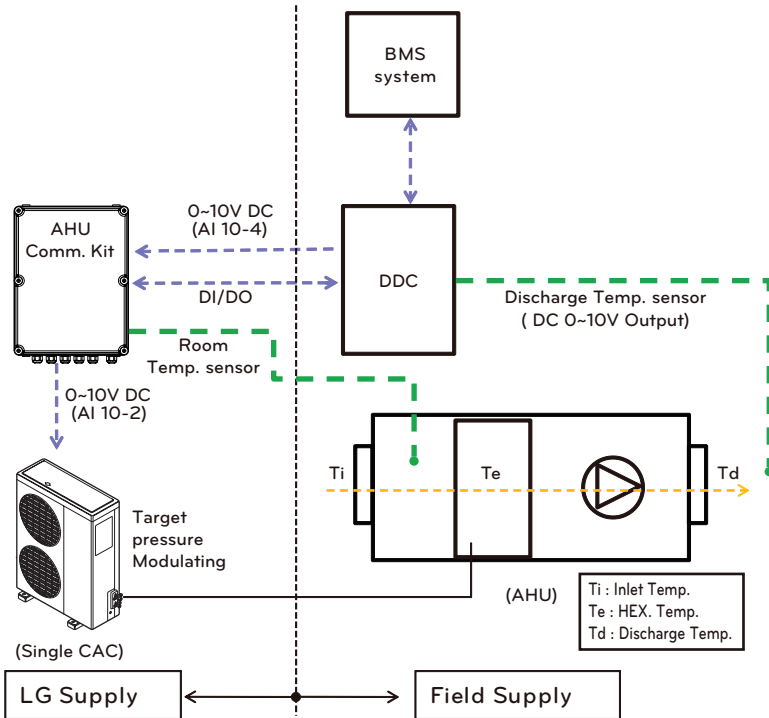 BMS
system
AHU
Comm. Kit
0~10V DC
(AI 10-4)
DI/DO
DDC
Discharge Temp. sensor
( DC 0~10V Output)
Room
Temp. sensor
0~10V DC
(AI 10-2)
Ti
Te
Td
Target
pressure
Modulating
(AHU)
Ti : Inlet Temp.
Te : HEX. Temp.
Td : Discharge Temp.
(Single CAC)
LG Supply
Field Supply